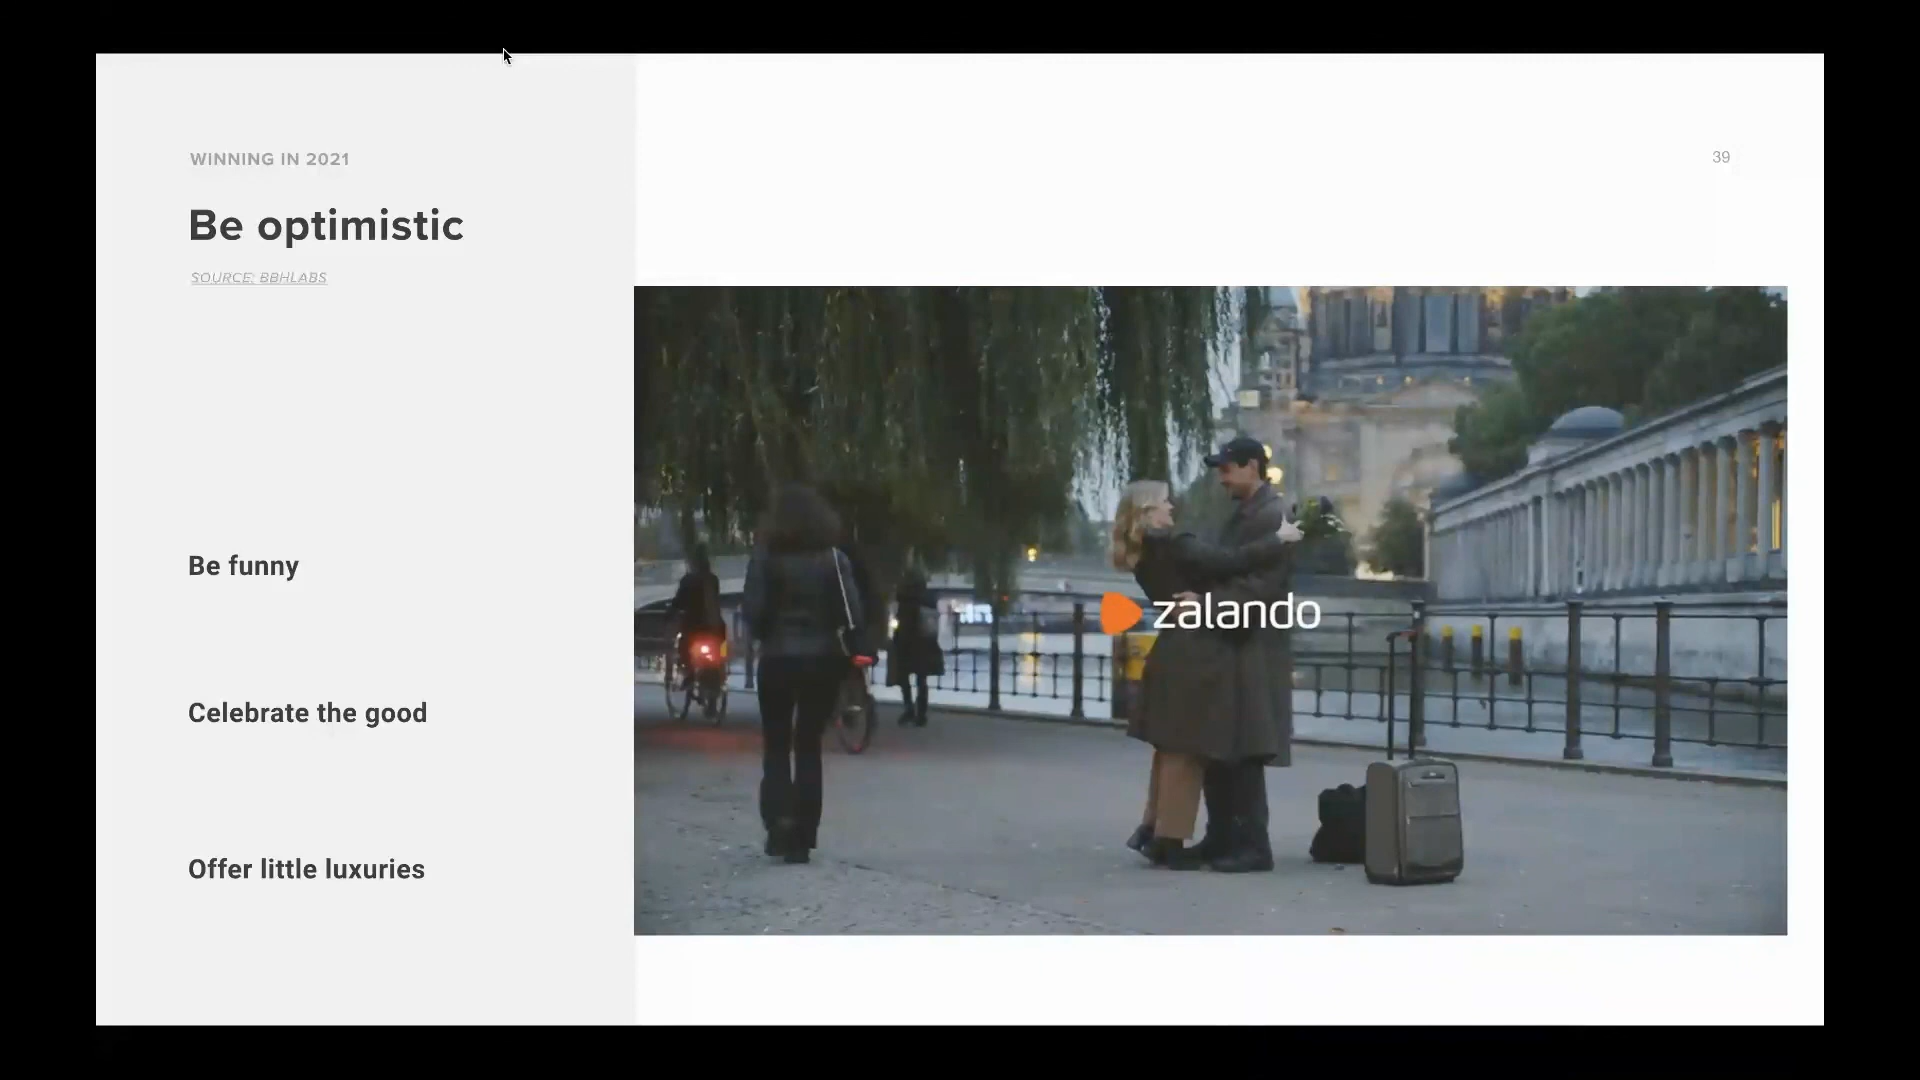 WINNING IN 2021
39
Be optimistic
SOURCE: BBHLABS
Be funny
Celebrate the good
Offer little luxuries
zalando